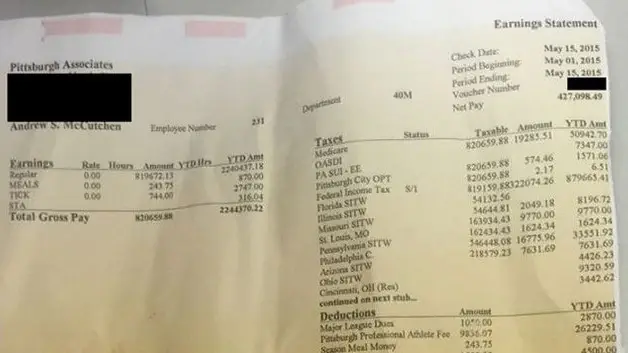 Earnings Statement
Pittsburgh Associates
Andrew S. McCutchen
Employee Number 231
Department 40M
Check Date: May 15, 2015
Period Beginning: May 01, 2015
Period Ending: May 15, 2015
Voucher Number
Net Pay 427,098.49
Earnings Rate Hours Amount YTD Hrs YTD Amt
Regular 0.00 819672.13 2240437.18
MEALS 0.00 243.75 870.00
TICK 0.00 744.00 2747.00
STA 316.04
Total Gross Pay 820659.88 2244370.22
Taxes Status Taxable Amount YTD Amt
Medicare 820659.88 19285.51 50942.70
OASDI 7347.00
PA SUI - EE 820659.88 574.46 1571.06
Pittsburgh City OPT 820659.88 2.17 6.51
Federal Income Tax S/1 819159.88 322074.26 879665.41
Florida SITW 54132.56
Illinois SITW 54644.81 2049.18 8196.72
Missouri SITW 163934.43 9770.00 9770.00
St. Louis, MO 162434.43 1624.34 1624.34
Pennsylvania SITW 546448.08 16775.96 33551.92
Philadelphia C. 218579.23 7631.69 7631.69
Arizona SITW 4426.23
Ohio SITW 9320.59
Cincinnati, OH (Res) 3442.62
continued on next stub...
Deductions Amount YTD Amt
Major League Dues 2870.00
Pittsburgh Professional Athlete Fee 9836.07 26229.51
Season Meal Money 243.75 870.00
4500.00